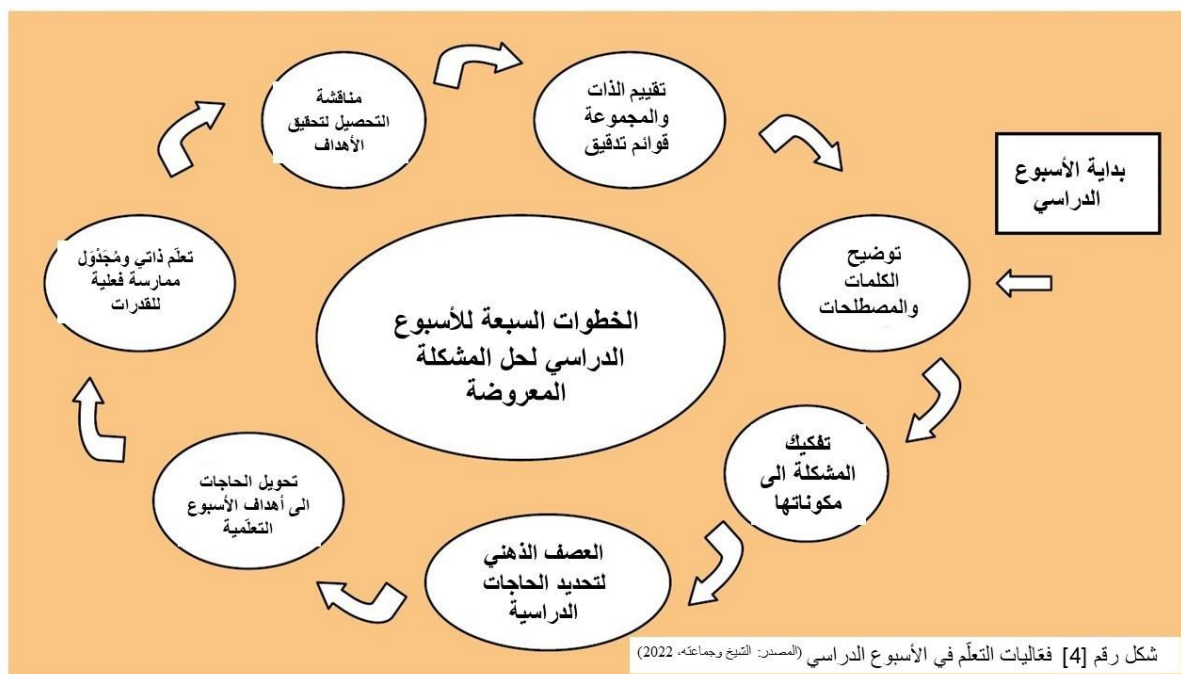 بداية الأسبوع
الدراسي
توضيح
الكلمات
والمصطلحات
تفكيك
المشكلة الى
مكوناتها
العصف الذهني
لتحديد الحاجات
الدراسية
تحويل الحاجات
الى أهداف الأسبوع
التعلّمية
تعلّم ذاتي ومُجَدْوَل
ممارسة فعلية
للقدرات
مناقشة
التحصيل لتحقيق
الأهداف
تقييم الذات
والمجموعة
قوائم تدقيق
الخطوات السبعة للأسبوع
الدراسي لحل المشكلة
المعروضة
شكل رقم [4] فعّاليات التعلّم في الأسبوع الدراسي (المصدر: الشيخ وجماعته، 2022)